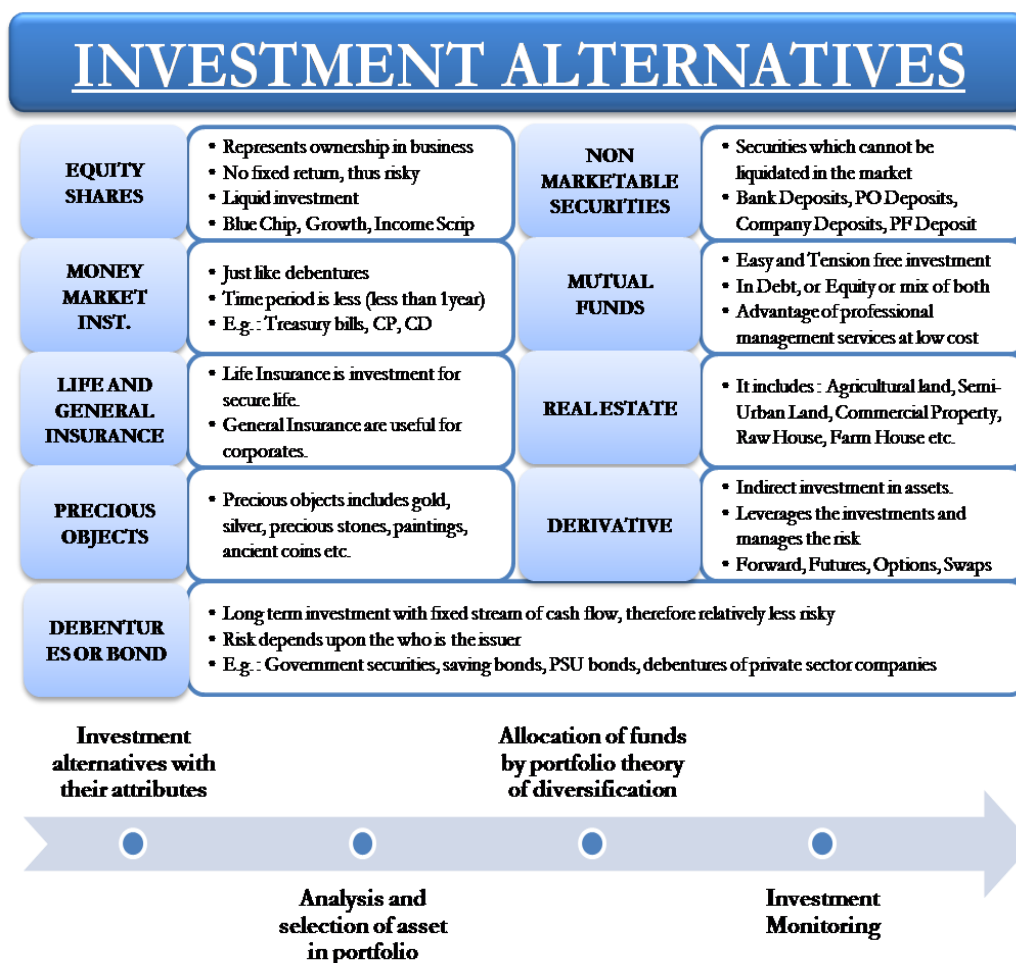 INVESTMENT ALTERNATIVES
EQUITY
SHARES
• Represents ownership in business
• No fixed return, thus risky
• Liquid investment
• Blue Chip, Growth, Income Scrip
NON
MARKETABLE
SECURITIES
• Securities which cannot be
liquidated in the market
• Bank Deposits, PO Deposits,
Company Deposits, PF Deposit
MONEY
MARKET
INST.
• Just like debentures
• Time period is less (less than 1year)
• E.g. : Treasury bills, CP, CD
MUTUAL
FUNDS
• Easy and Tension free investment
• In Debt, or Equity or mix of both
• Advantage of professional
management services at low cost
LIFE AND
GENERAL
INSURANCE
• Life Insurance is investment for
secure life.
• General Insurance are useful for
corporates.
REAL ESTATE
• It includes : Agricultural land, Semi-
Urban Land, Commercial Property,
Raw House, Farm House etc.
PRECIOUS
OBJECTS
• Precious objects includes gold,
silver, precious stones, paintings,
ancient coins etc.
DERIVATIVE
• Indirect investment in assets.
• Leverages the investments and
manages the risk
• Forward, Futures, Options, Swaps
DEBENTUR
ES OR BOND
• Long term investment with fixed stream of cash flow, therefore relatively less risky
• Risk depends upon the who is the issuer
• E.g. : Government securities, saving bonds, PSU bonds, debentures of private sector companies
Investment
alternatives with
their attributes
Allocation of funds
by portfolio theory
of diversification
Analysis and
selection of asset
in portfolio
Investment
Monitoring